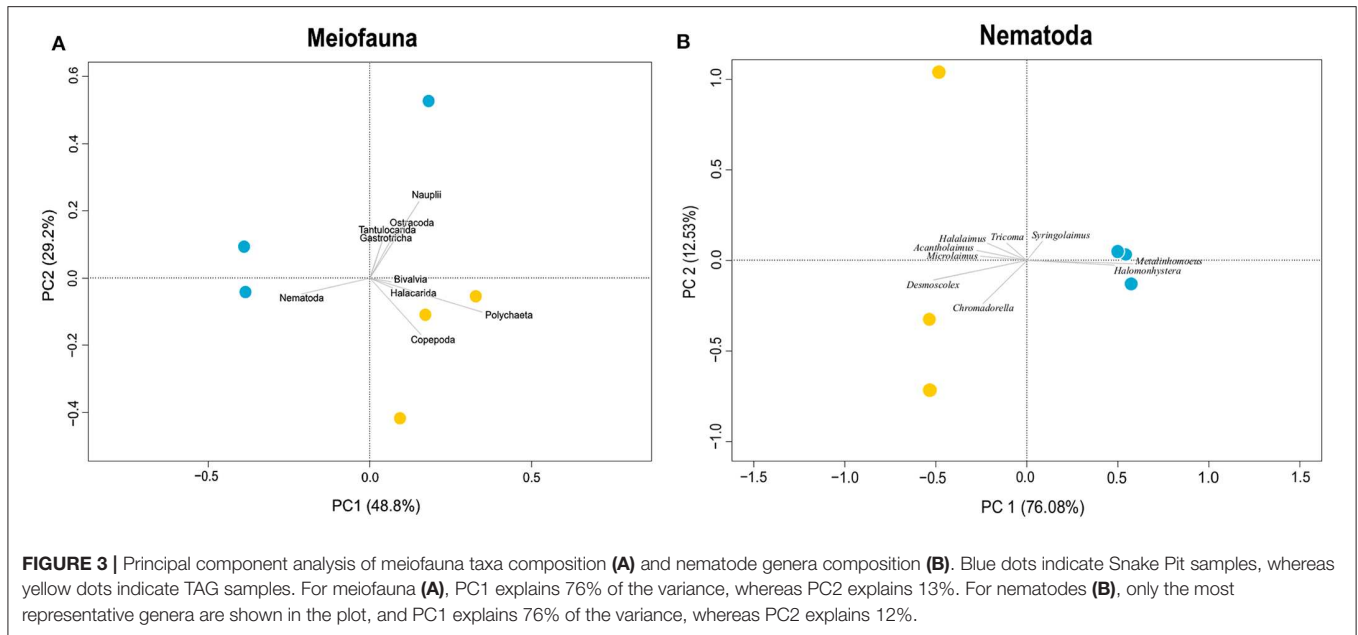 A
Meiofauna
PC2 (29.2%)
0.6
0.4
0.2
0.0
−0.2
−0.4
Nauplii
Ostracoda
Tantulocarida
Gastrotricha
Bivalvia
Halacarida
Nematoda
Polychaeta
Copepoda
−0.5
0.0
0.5
PC1 (48.8%)
B
Nematoda
PC 2 (12.53%)
1.0
0.5
0.0
−0.5
−1.0
Syringolaimus
Tricoma
Halalaimus
Acantholaimus
Microlaimus
Metalinhomoeus
Halomonhystera
Desmoscolex
Chromadorella
−1.5
−1.0
−0.5
0.0
0.5
1.0
1.5
PC 1 (76.08%)
FIGURE 3 | Principal component analysis of meiofauna taxa composition (A) and nematode genera composition (B). Blue dots indicate Snake Pit samples, whereas
yellow dots indicate TAG samples. For meiofauna (A), PC1 explains 76% of the variance, whereas PC2 explains 13%. For nematodes (B), only the most
representative genera are shown in the plot, and PC1 explains 76% of the variance, whereas PC2 explains 12%.